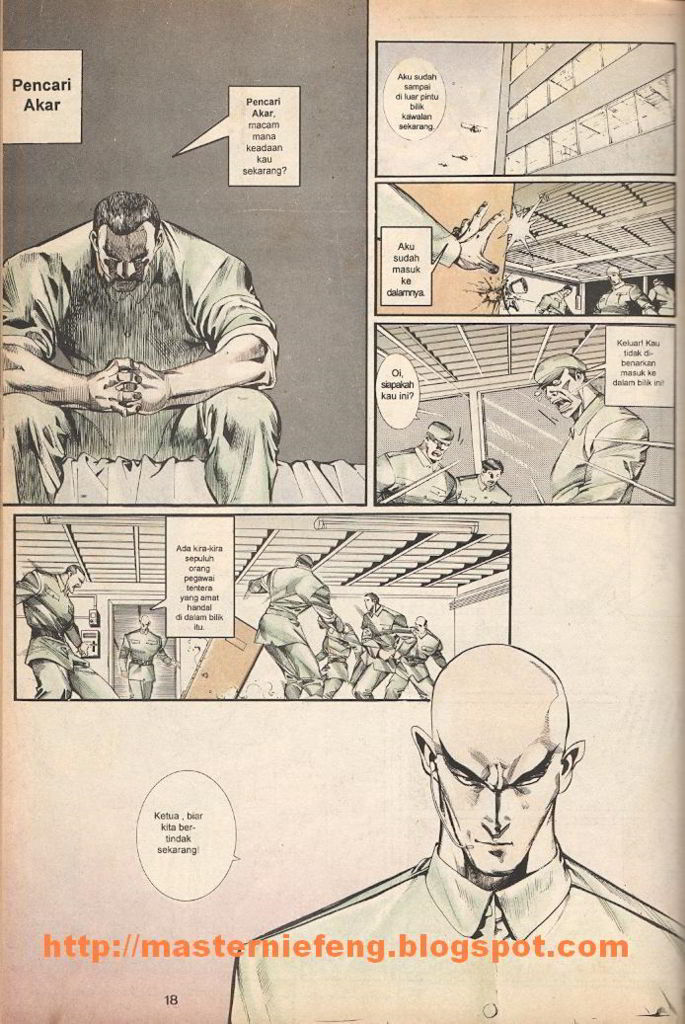 Pencari
Akar
Pencari
Akar,
macam
mana
keadaan
kau
sekarang?
Aku sudah
sampai
di luar pintu
bilik
kawalan
sekarang.
Aku
sudah
masuk
ke
dalamnya.
Oi,
siapakah
kau ini?
Keluar! Kau
tidak di-
benarkan
masuk ke
dalam bilik ini!
Ada kira-kira
sepuluh
orang
pegawai
tentera
yang amat
handal
di dalam bilik
itu.
Ketua , biar
kita ber-
tindak
sekarang!
http://masterniefeng.blogspot.com
18